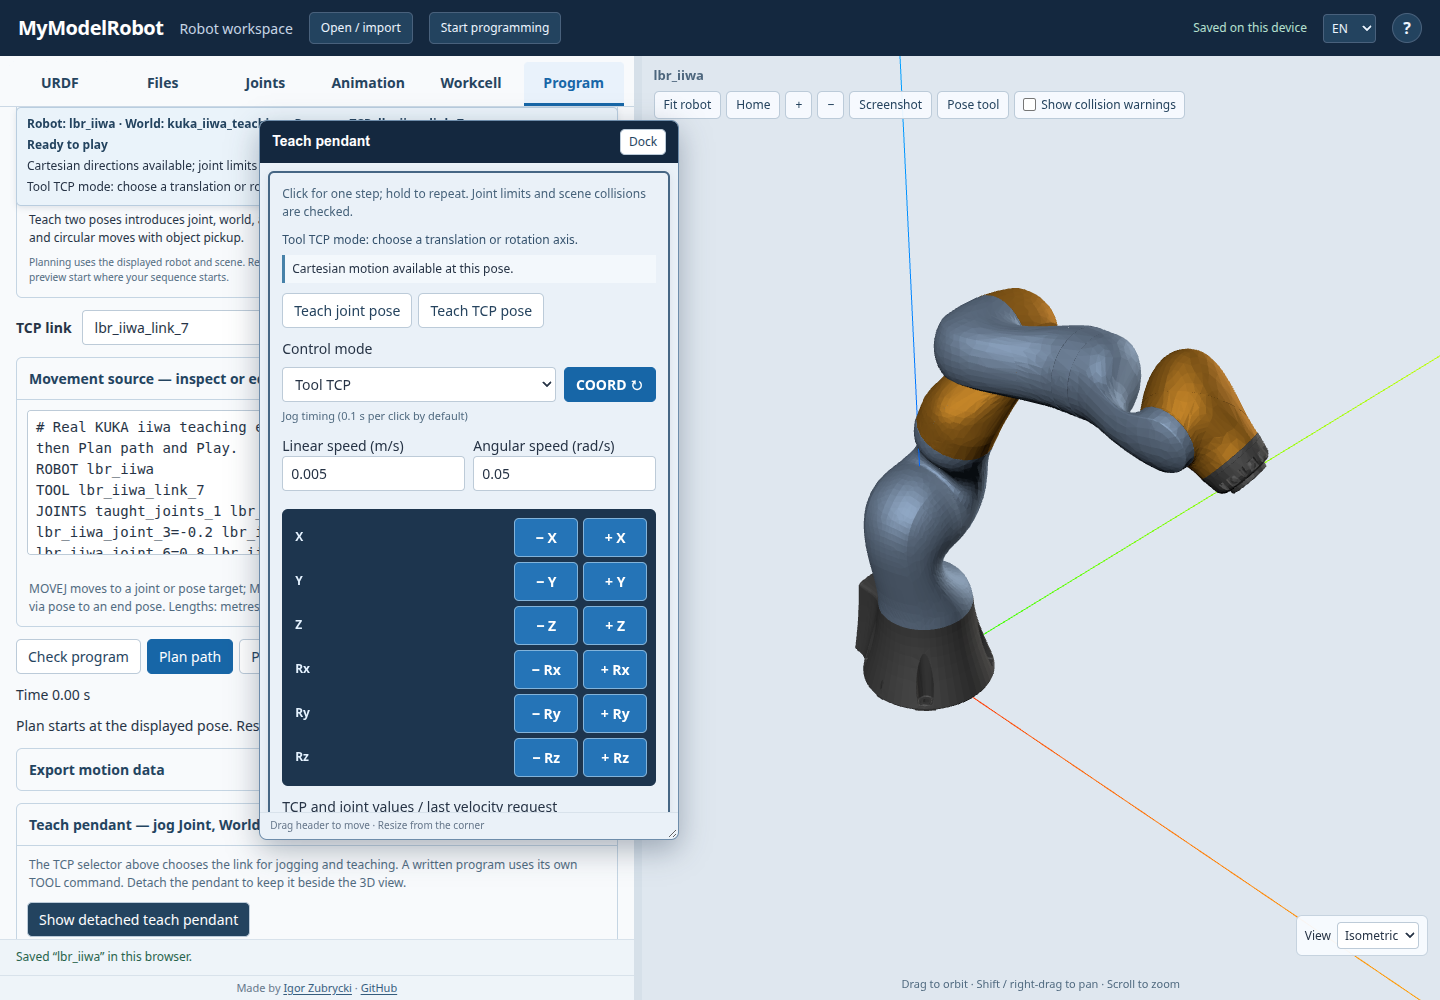 MyModelRobot
Robot workspace
Open / import
Start programming
Saved on this device
EN
?
URDF
Files
Joints
Animation
Workcell
Program
Robot: lbr_iiwa · World:
Ready to play
Cartesian directions available; joint limits
Tool TCP mode: choose a translation or
Teach two poses introduces joint, world,
and circular moves with object pickup.
Planning uses the displayed robot and scene.
preview start where your sequence starts.
TCP link
lbr_iiwa_link_7
Movement source — inspect or
# Real KUKA iiwa teaching
then Plan path and Play.
ROBOT lbr_iiwa
TOOL lbr_iiwa_link_7
JOINTS taught_joints_1
lbr_iiwa_joint_3=-0.2
lbr_iiwa_joint_6=0.8
MOVEJ moves to a joint or pose target;
via pose to an end pose. Lengths: metres
Check program
Plan path
Time 0.00 s
Plan starts at the displayed pose.
Export motion data
Teach pendant — jog Joint, World
The TCP selector above chooses the link for jogging and teaching. A written program uses its own
TOOL command. Detach the pendant to keep it beside the 3D view.
Show detached teach pendant
Saved “lbr_iiwa” in this browser.
Made by Igor Zubrycki · GitHub
Teach pendant
Dock
Click for one step; hold to repeat. Joint limits and scene collisions
are checked.
Tool TCP mode: choose a translation or rotation axis.
Cartesian motion available at this pose.
Teach joint pose
Teach TCP pose
Control mode
Tool TCP
COORD ↻
Jog timing (0.1 s per click by default)
Linear speed (m/s)
Angular speed (rad/s)
0.005
0.05
X
− X
+ X
Y
− Y
+ Y
Z
− Z
+ Z
Rx
− Rx
+ Rx
Ry
− Ry
+ Ry
Rz
− Rz
+ Rz
TCP and joint values / last velocity request
Drag header to move · Resize from the corner
lbr_iiwa
Fit robot
Home
+
−
Screenshot
Pose tool
Show collision warnings
View
Isometric
Drag to orbit · Shift / right-drag to pan · Scroll to zoom